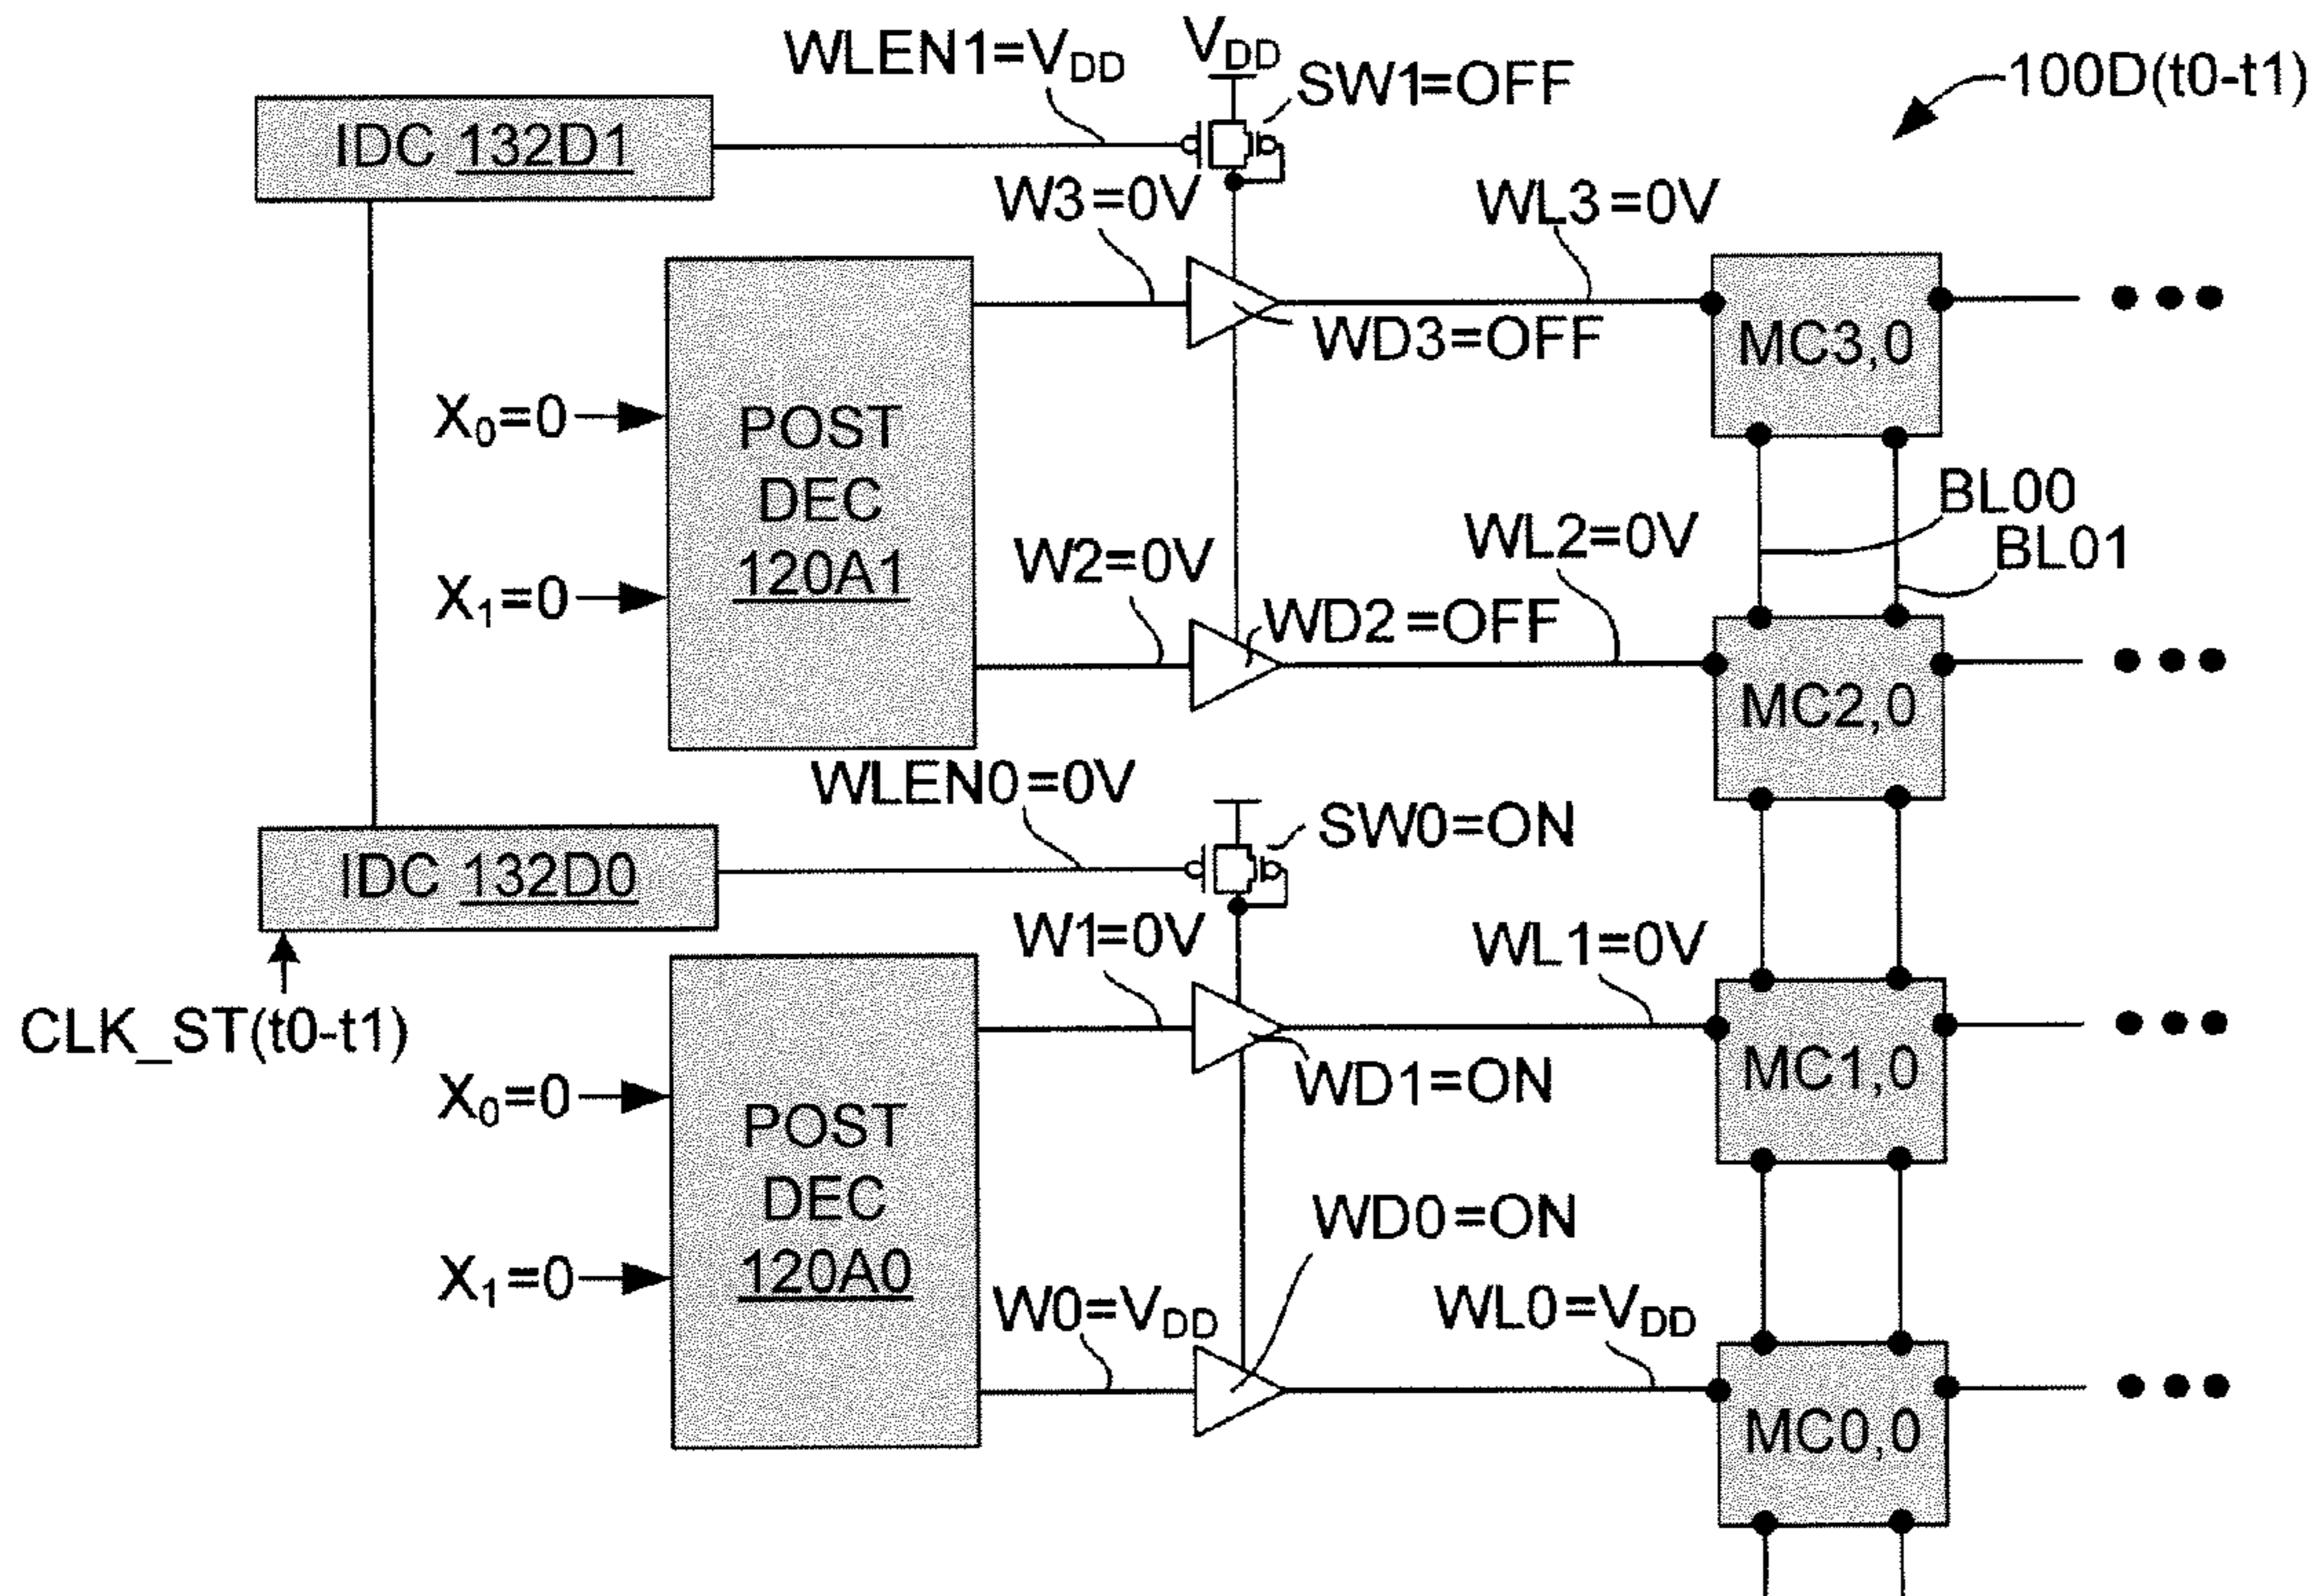 WLEN1=VDD
VDD
SW1=OFF
100D(t0-t1)
IDC 132D1
W3=0V
WL3=0V
WD3=OFF
MC3,0
X0=0
POST
DEC
120A1
X1=0
BL00
BL01
W2=0V
WL2=0V
WD2=OFF
MC2,0
WLEN0=0V
SW0=ON
IDC 132D0
W1=0V
WL1=0V
CLK_ST(t0-t1)
WD1=ON
MC1,0
X0=0
POST
DEC
120A0
X1=0
WD0=ON
W0=VDD
WL0=VDD
MC0,0